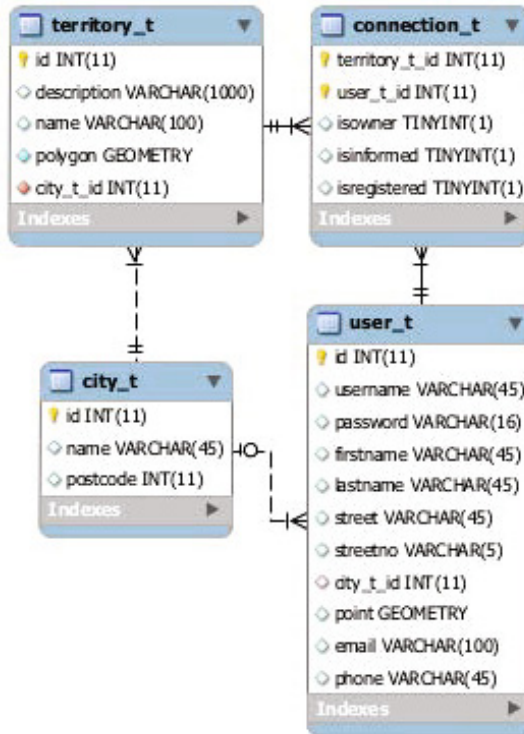 territory_t
id INT(11)
description VARCHAR(1000)
name VARCHAR(100)
polygon GEOMETRY
city_t_id INT(11)
Indexes
connection_t
territory_t_id INT(11)
user_t_id INT(11)
isowner TINYINT(1)
isinformed TINYINT(1)
isregistered TINYINT(1)
Indexes
city_t
id INT(11)
name VARCHAR(45)
postcode INT(11)
Indexes
user_t
id INT(11)
username VARCHAR(45)
password VARCHAR(16)
firstname VARCHAR(45)
lastname VARCHAR(45)
street VARCHAR(45)
streetno VARCHAR(5)
city_t_id INT(11)
point GEOMETRY
email VARCHAR(100)
phone VARCHAR(45)
Indexes